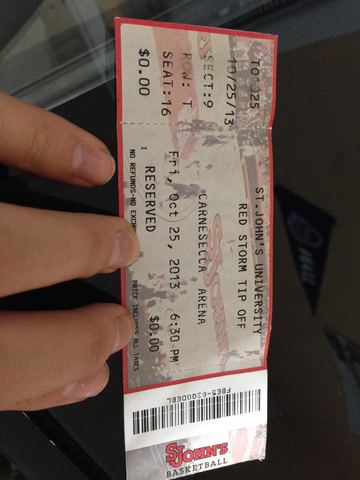 TO1025
10/25/13
SECT:9
ROW: T
SEAT:16
$0.00
ST.JOHN'S UNIVERSITY
RED STORM TIP OFF
CARNESECCA ARENA
Fri, Oct 25, 2013 6:30 PM
RESERVED $0.00
NO REFUNDS-NO
PRICE INCLUDES ALL TAXES
ST JOHN'S
BASKETBALL